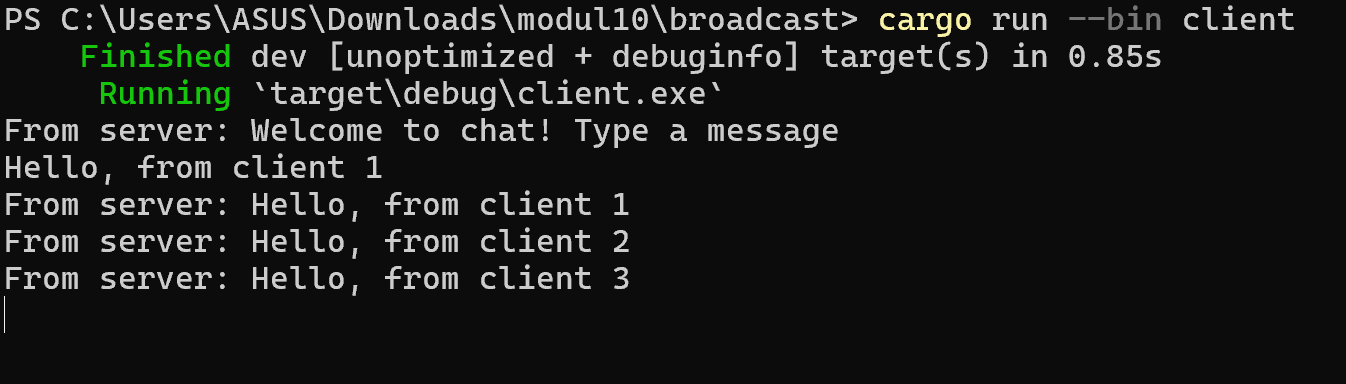 PS C:\Users\ASUS\Downloads\modul10\broadcast> cargo run --bin client
Finished dev [unoptimized + debuginfo] target(s) in 0.85s
Running `target\debug\client.exe`
From server: Welcome to chat! Type a message
Hello, from client 1
From server: Hello, from client 1
From server: Hello, from client 2
From server: Hello, from client 3